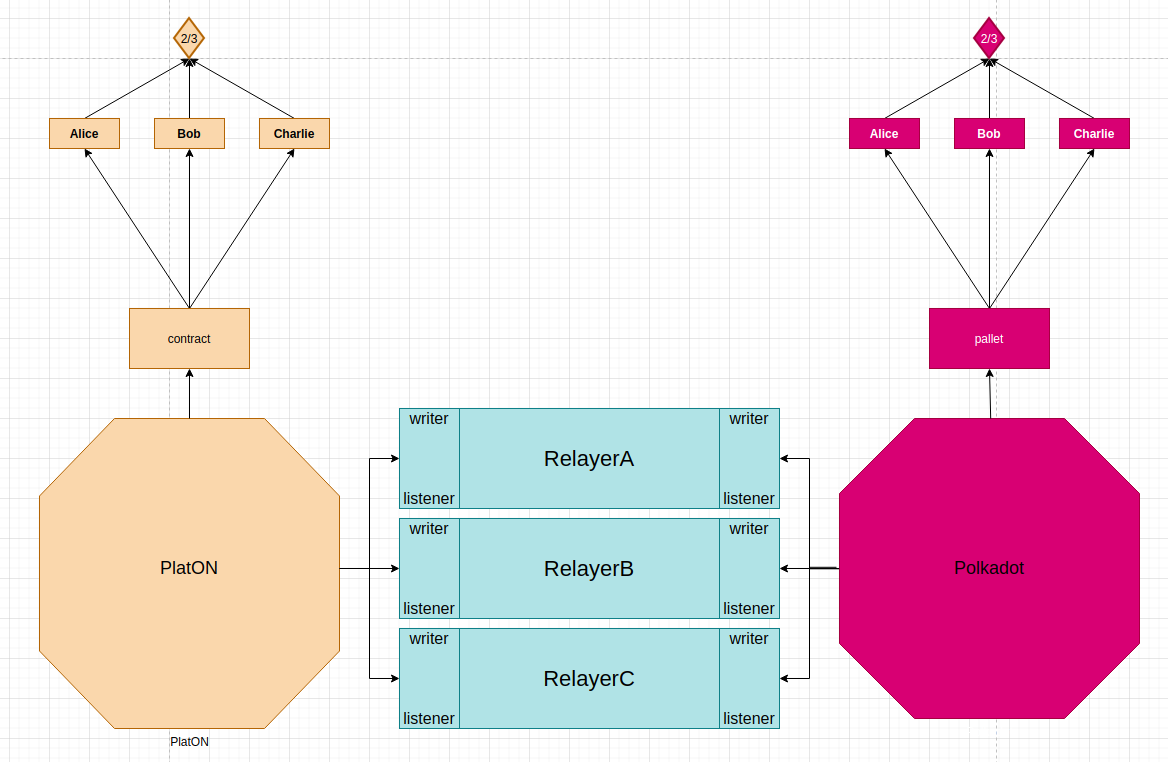 2/3
2/3
Alice
Bob
Charlie
Alice
Bob
Charlie
contract
pallet
writer
writer
RelayerA
listener
listener
writer
writer
PlatON
RelayerB
Polkadot
listener
listener
writer
writer
RelayerC
listener
listener
PlatON